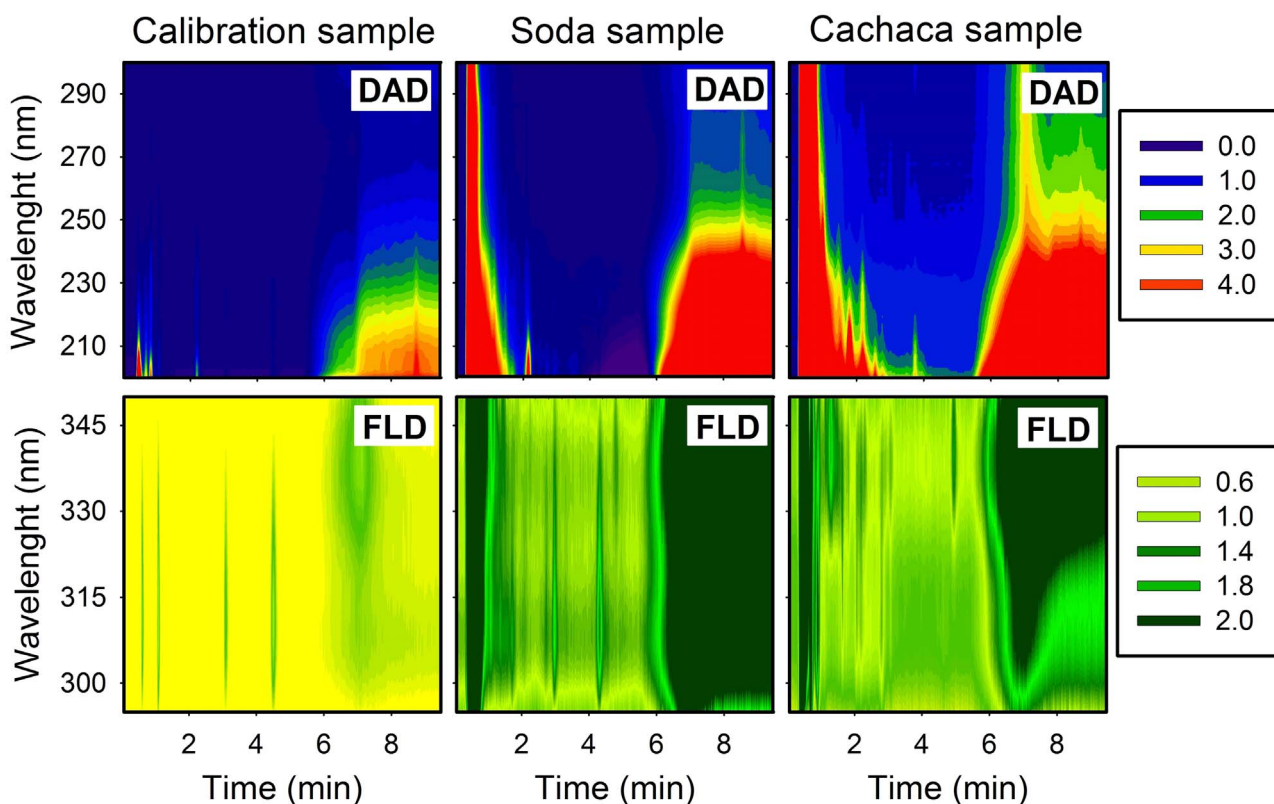 Calibration sample
Soda sample
Cachaca sample
Wavelenght (nm)
290
270
250
230
210
DAD
DAD
DAD
0.0
1.0
2.0
3.0
4.0
Wavelenght (nm)
345
330
315
300
FLD
FLD
FLD
0.6
1.0
1.4
1.8
2.0
2 4 6 8
2 4 6 8
2 4 6 8
Time (min)
Time (min)
Time (min)